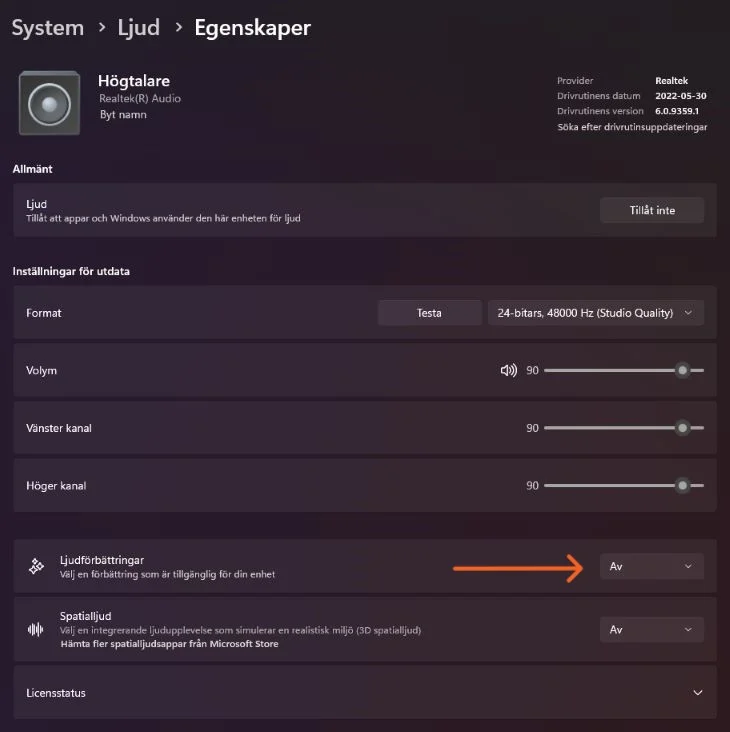 System > Ljud > Egenskaper
Högtalare
Realtek(R) Audio
Byt namn
Provider Realtek
Drivrutinens datum 2022-05-30
Drivrutinens version 6.0.9359.1
Söka efter drivrutinsuppdateringar
Allmänt
Ljud
Tillåt att appar och Windows använder den här enheten för ljud
Tillåt inte
Inställningar för utdata
Format Testa 24-bitars, 48000 Hz (Studio Quality)
Volym 90
Vänster kanal 90
Höger kanal 90
Ljudförbättringar
Välj en förbättring som är tillgänglig för din enhet
Av
Spatialljud
Välj en integrerande ljudupplevelse som simulerar en realistisk miljö (3D spatialljud)
Hämta fler spatialljudsappar från Microsoft Store
Av
Licensstatus